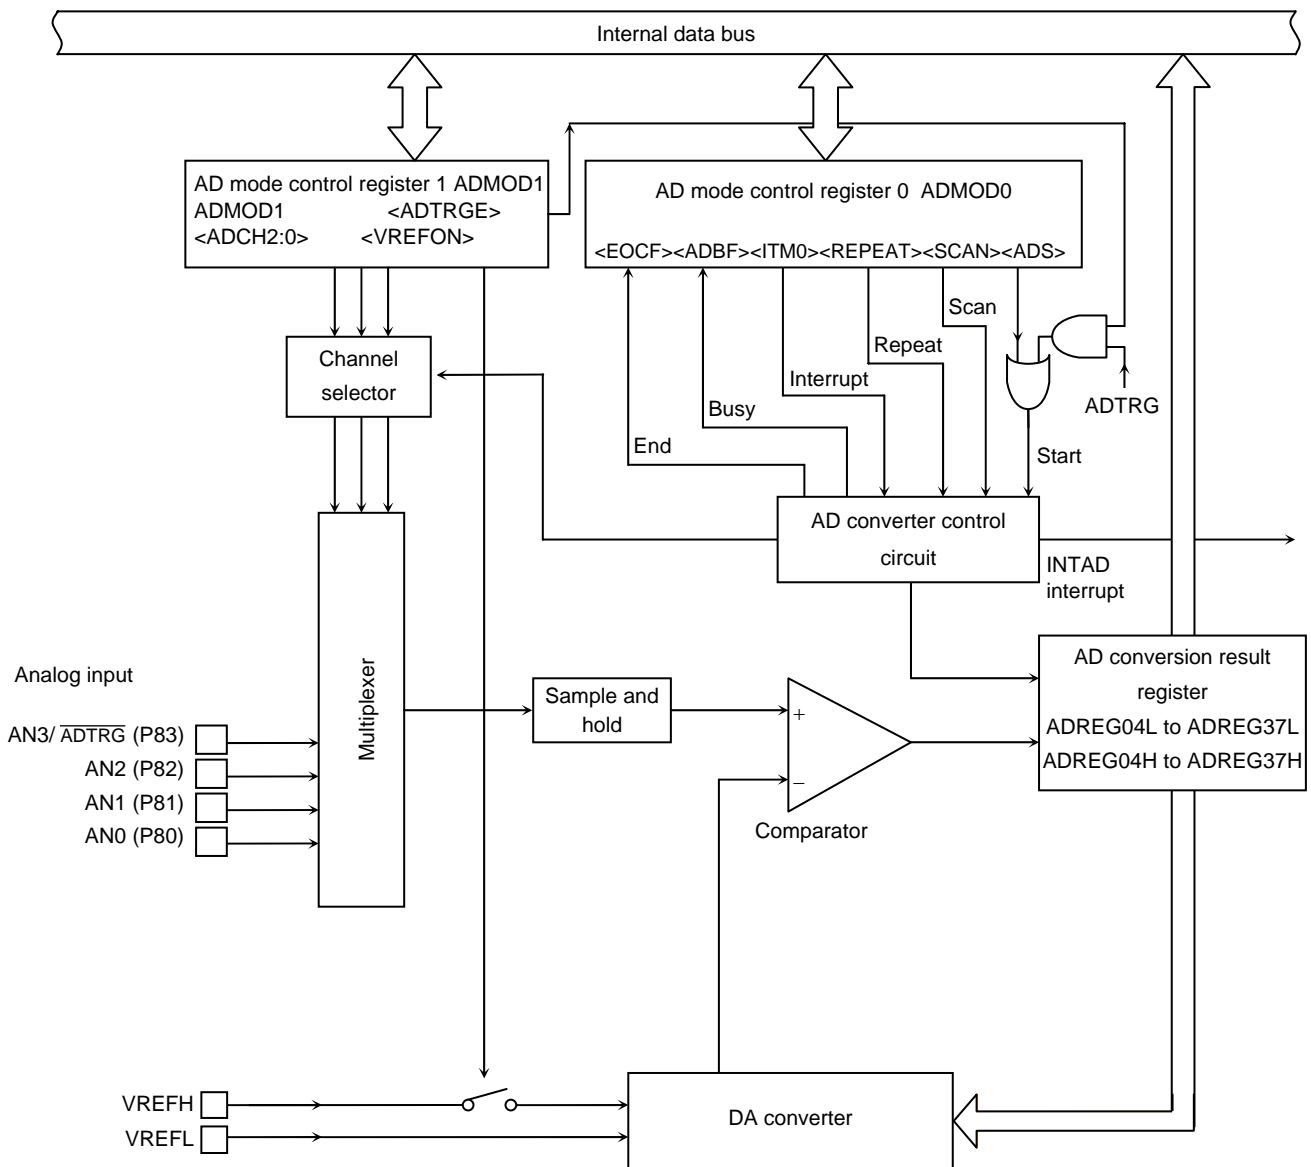 Internal data bus
AD mode control register 1 ADMOD1
ADMOD1 <ADTRGE>
<ADCH2:0> <VREFON>
AD mode control register 0 ADMOD0
<EOCF><ADBF><ITM0><REPEAT><SCAN><ADS>
Scan
Repeat
Interrupt
Busy
End
ADTRG
Start
Channel
selector
AD converter control
circuit
INTAD
interrupt
Analog input
AN3/ ADTRG (P83)
AN2 (P82)
AN1 (P81)
AN0 (P80)
Multiplexer
Sample and
hold
+
−
Comparator
AD conversion result
register
ADREG04L to ADREG37L
ADREG04H to ADREG37H
VREFH
VREFL
DA converter